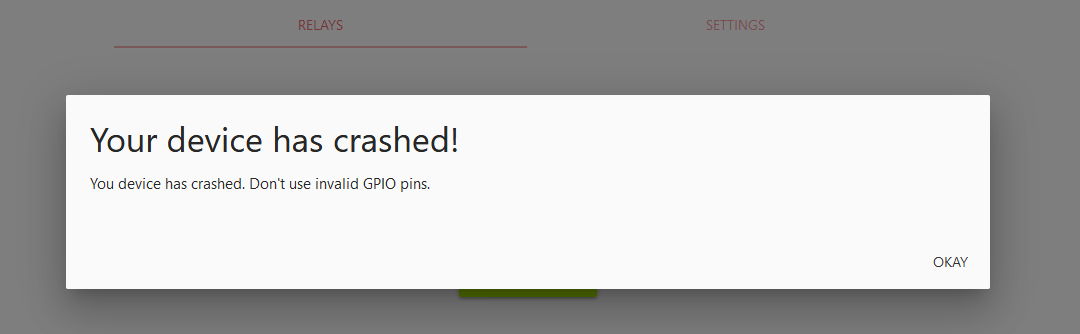 RELAYS
SETTINGS
Your device has crashed!
You device has crashed. Don't use invalid GPIO pins.
OKAY